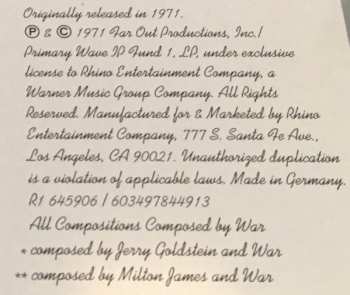 Originally released in 1971.
Ⓟ & © 1971 Far Out Productions, Inc./
Primary Wave IP Fund 1, LP, under exclusive
license to Rhino Entertainment Company, a
Warner Music Group Company. All Rights
Reserved. Manufactured for & Marketed by Rhino
Entertainment Company, 777 S. Santa Fe Ave.,
Los Angeles, CA 90021. Unauthorized duplication
is a violation of applicable laws. Made in Germany.
R1 645906 / 603497844913
All Compositions Composed by War
* composed by Jerry Goldstein and War
** composed by Milton James and War